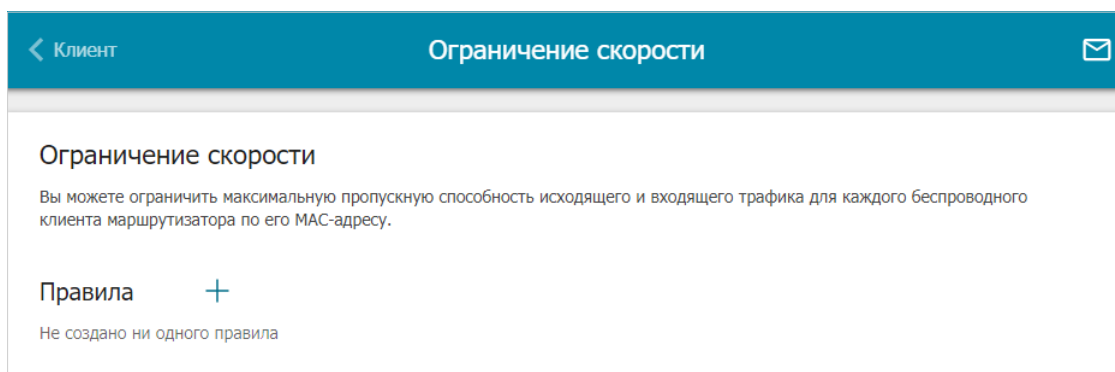 Клиент
Ограничение скорости
Ограничение скорости
Вы можете ограничить максимальную пропускную способность исходящего и входящего трафика для каждого беспроводного
клиента маршрутизатора по его MAC-адресу.
Правила
Не создано ни одного правила